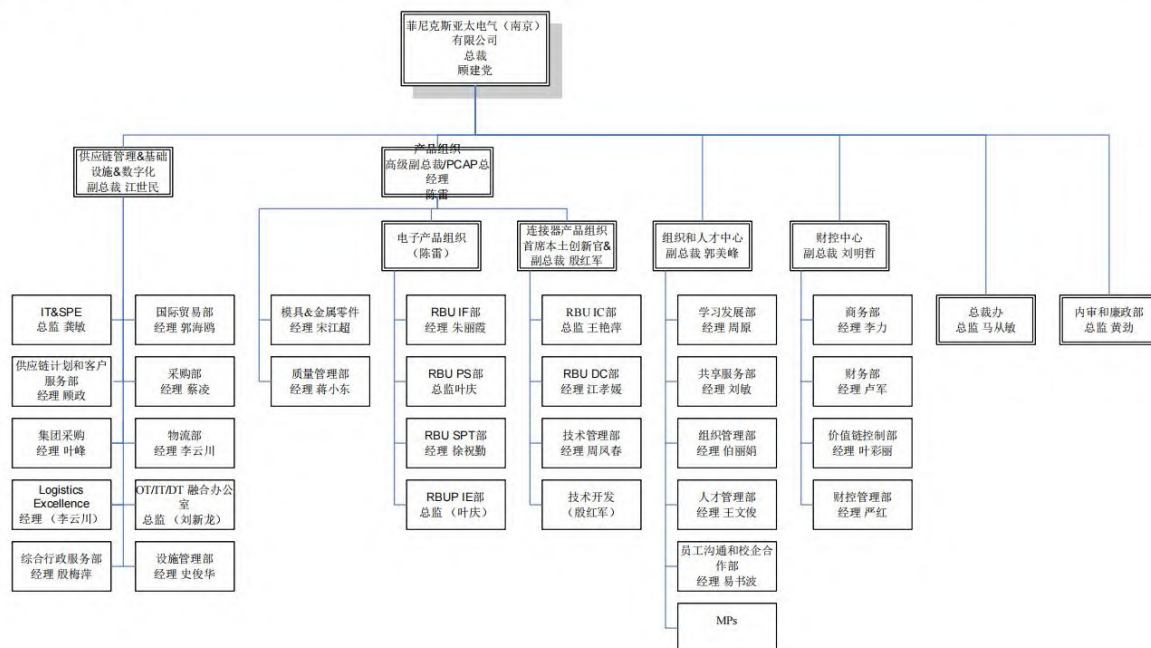 菲尼克斯亚太电气（南京）
有限公司
总裁
顾建党
供应链管理&基础
设施&数字化
副总裁 江世民
产品组织
高级副总裁/PCAP总
经理
陈雷
电子产品组织
（陈雷）
连接器产品组织
首席本土创新官&
副总裁 殷红军
组织和人才中心
副总裁 郭美峰
财控中心
副总裁 刘明哲
IT&SPE
总监 龚敏
国际贸易部
经理 郭海鸥
模具&金属零件
经理 宋江超
RBU IF部
经理 朱丽霞
RBU IC部
总监 王艳萍
学习发展部
经理 周原
商务部
经理 李力
总裁办
总监 马从敏
内审和廉政部
总监 黄劲
供应链计划和客户
服务部
经理 顾政
采购部
经理 蔡凌
质量管理部
经理 蒋小东
RBU PS部
总监叶庆
RBU DC部
经理 江孝媛
共享服务部
经理 刘敏
财务部
经理 卢军
集团采购
经理 叶峰
物流部
经理 李云川
RBU SPT部
经理 徐祝勤
技术管理部
经理 周凤春
组织管理部
经理 伯丽娟
价值链控制部
经理 叶彩丽
Logistics
Excellence
经理 （李云川）
OT/IT/DT 融合办公
室
总监 （刘新龙）
RBUP IE部
总监 （叶庆）
技术开发
（殷红军）
人才管理部
经理 王文俊
财控管理部
经理 严红
综合行政服务部
经理 殷梅萍
设施管理部
经理 史俊华
员工沟通和校企合
作部
经理 易书波
MPs